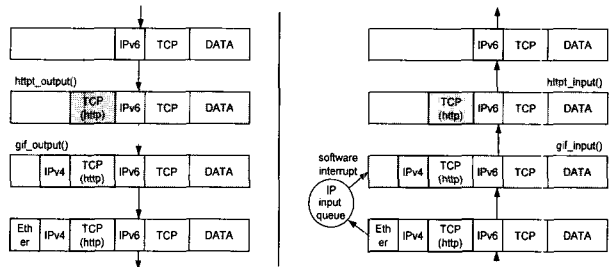 IPv6 TCP DATA
httpt_output()
TCP (http) IPv6 TCP DATA
gif_output()
IPv4 TCP (http) IPv6 TCP DATA
Eth er IPv4 TCP (http) IPv6 TCP DATA
IPv6 TCP DATA
httpt_input()
TCP (http) IPv6 TCP DATA
gif_input()
software
interrupt
IPv4 TCP (http) IPv6 TCP DATA
IP
input
queue
Eth er IPv4 TCP (http) IPv6 TCP DATA